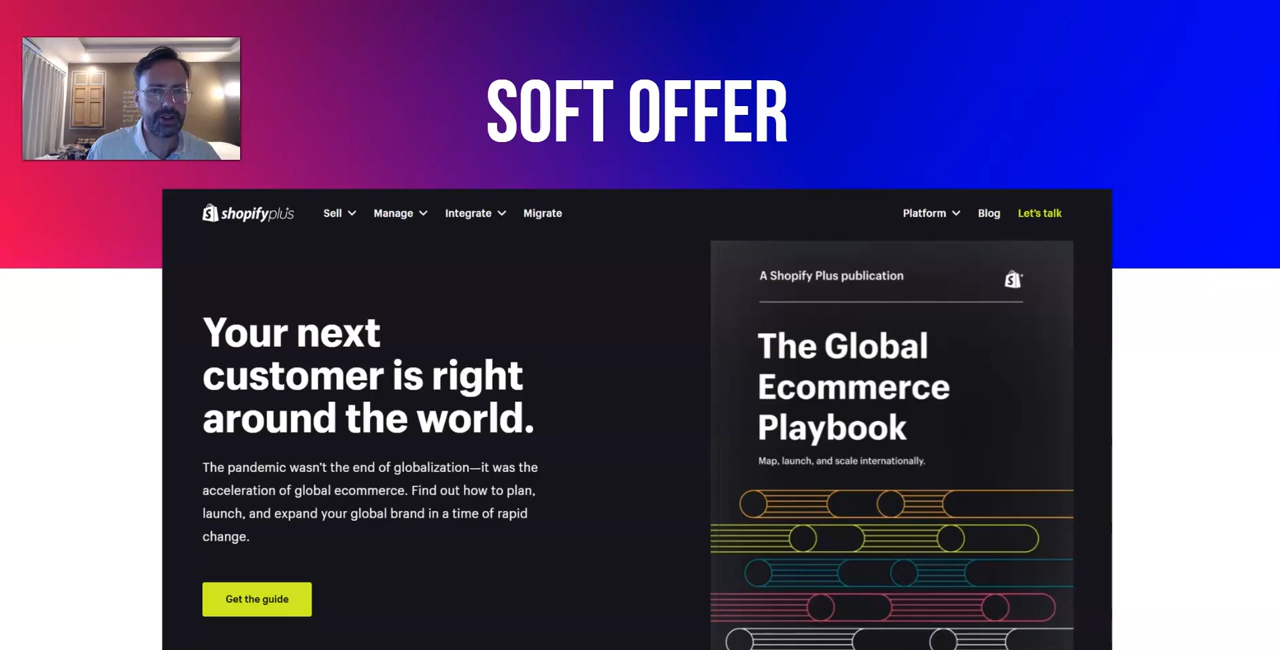 SOFT OFFER
shopifyplus
Sell
Manage
Integrate
Migrate
Platform
Blog
Let's talk
Your next
customer is right
around the world.
The pandemic wasn't the end of globalization—it was the
acceleration of global ecommerce. Find out how to plan,
launch, and expand your global brand in a time of rapid
change.
Get the guide
A Shopify Plus publication
The Global
Ecommerce
Playbook
Map, launch, and scale internationally.